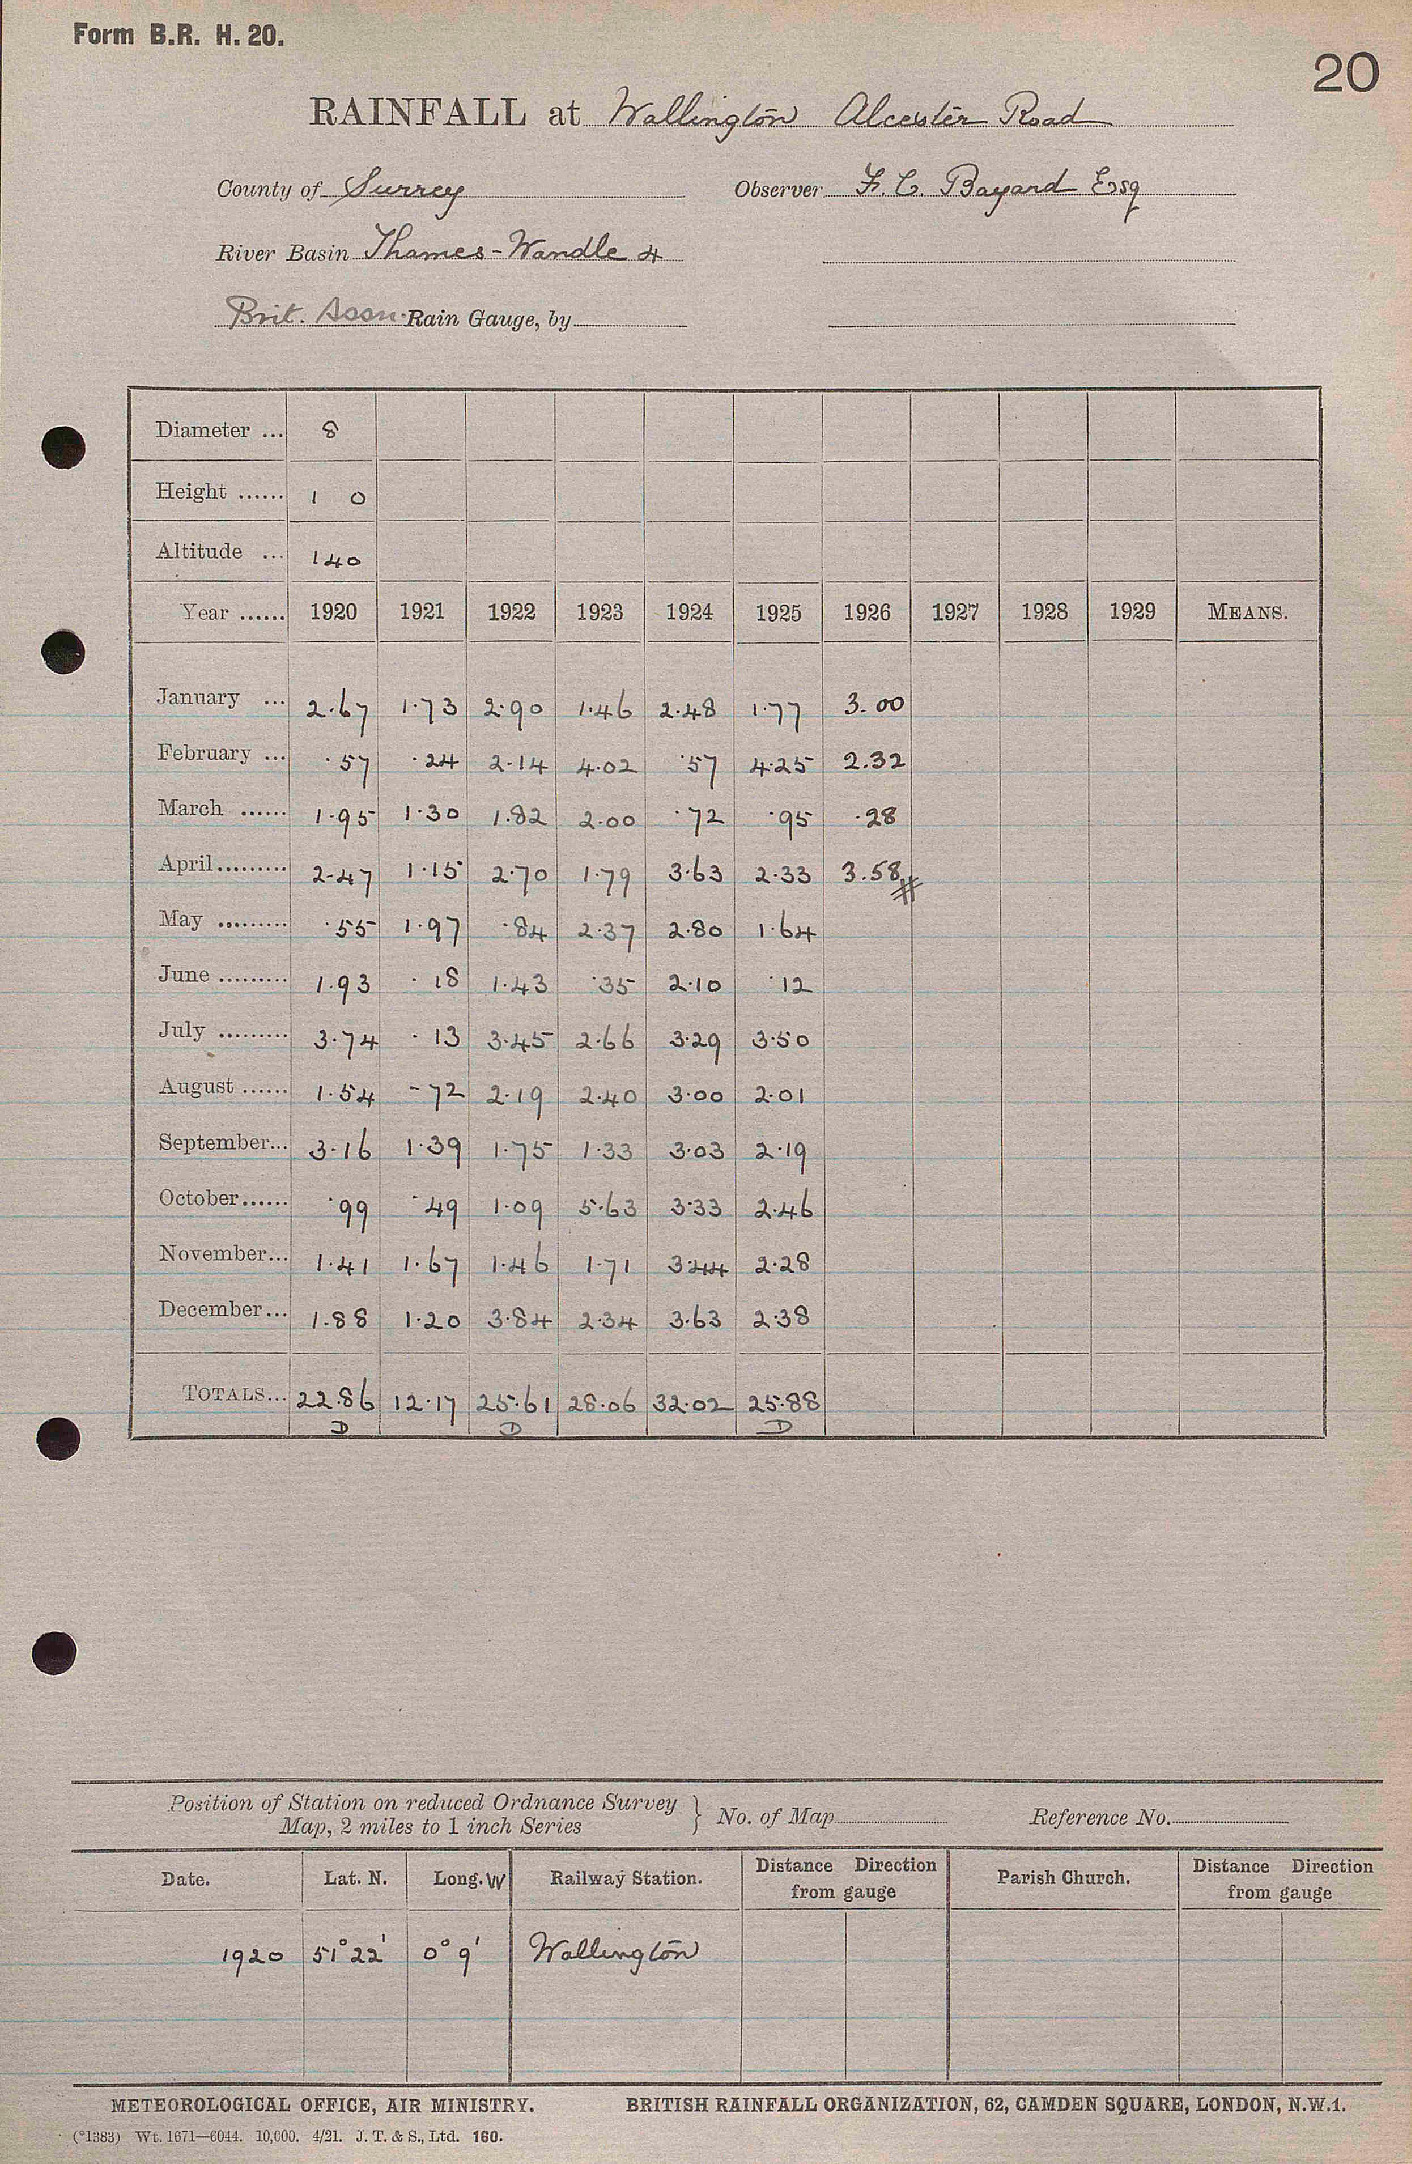 Form B.R. H. 20.
20
RAINFALL at Wallington Alcester Road
County of Surrey Observer F. C. Bayard Esq
River Basin Thames - Wandle 4
Brit. Assn. Rain Gauge, by
Diameter ... 8
Height ...... 1 0
Altitude ... 140
Year ...... 1920 1921 1922 1923 1924 1925 1926 1927 1928 1929 MEANS.
January ... 2.67 1.73 2.90 1.46 2.48 1.77 3.00
February ... .57 .24 2.14 4.02 .57 4.25 2.32
March ...... 1.95 1.30 1.82 2.00 .72 .95 .28
April......... 2.47 1.15 2.70 1.79 3.63 2.33 3.58 #
May ......... .55 1.97 .84 2.37 2.80 1.64
June ......... 1.93 .18 1.43 .35 2.10 .12
July ......... 3.74 .13 3.45 2.66 3.29 3.50
August ...... 1.54 .72 2.19 2.40 3.00 2.01
September... 3.16 1.39 1.75 1.33 3.03 2.19
October...... .99 .49 1.09 5.63 3.33 2.46
November... 1.41 1.67 1.46 1.71 3.44 2.28
December... 1.88 1.20 3.84 2.34 3.63 2.38
TOTALS... 22.86 12.17 25.61 28.06 32.02 25.88
D D D
Position of Station on reduced Ordnance Survey
Map, 2 miles to 1 inch Series } No. of Map Reference No.
Date. Lat. N. Long. W Railway Station. Distance Direction from gauge Parish Church. Distance Direction from gauge
1920 51° 22' 0° 9' Wallington
METEOROLOGICAL OFFICE, AIR MINISTRY. BRITISH RAINFALL ORGANIZATION, 62, CAMDEN SQUARE, LONDON, N.W.1.
(*1383) Wt. 1671—6044. 10,000. 4/21. J. T. & S., Ltd. 160.